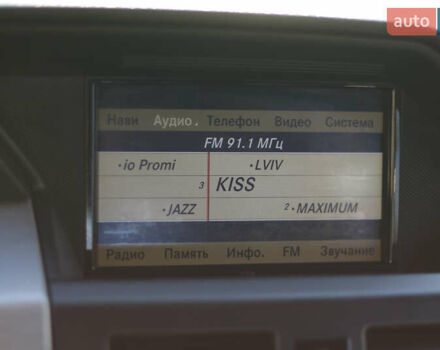 auto
Нави Аудио. Телефон Видео Система
FM 91.1 МГц
·io Promi ·LVIV
3 KISS
·JAZZ 2·MAXIMUM
Радио Память Инфо. FM Звучание